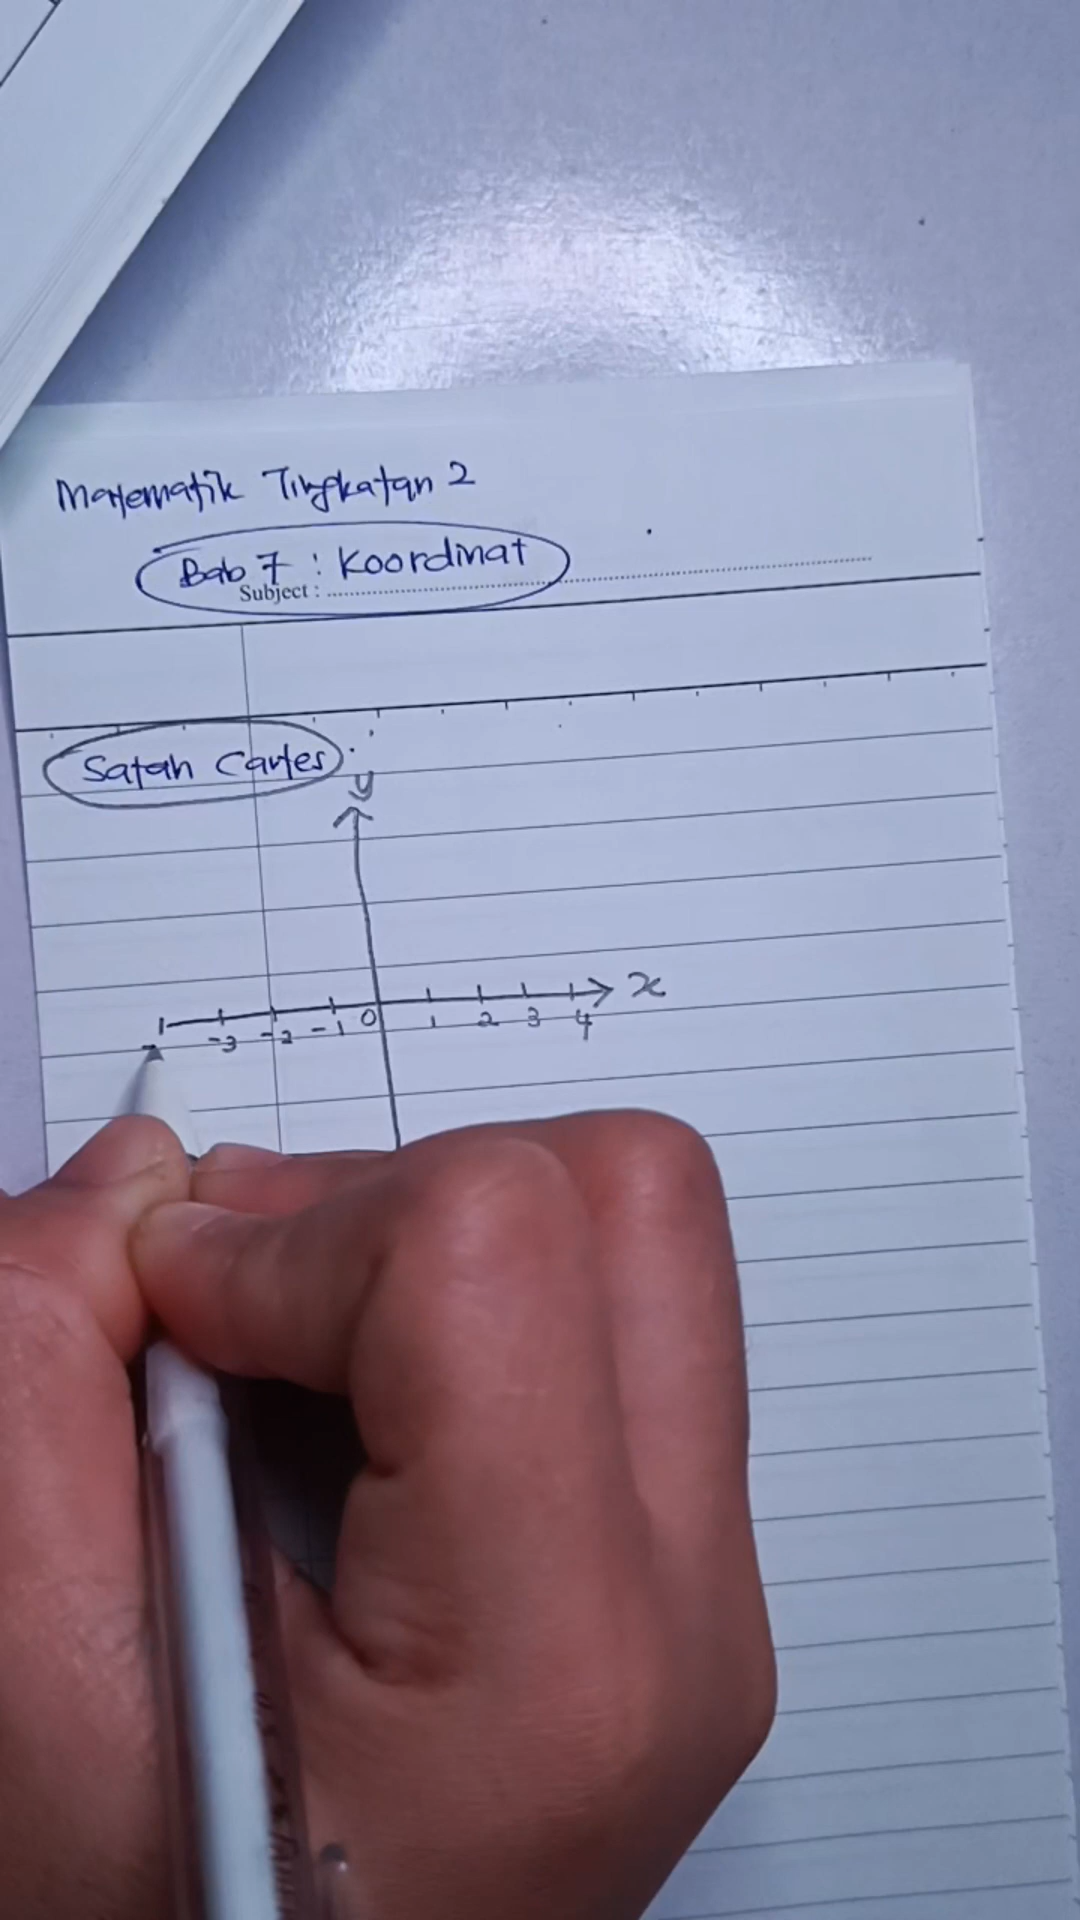 Matematik Tingkatan 2
Bab 7 : Koordinat
Subject :
Satah Cartes
y
x
-3 -2 -1 0 1 2 3 4